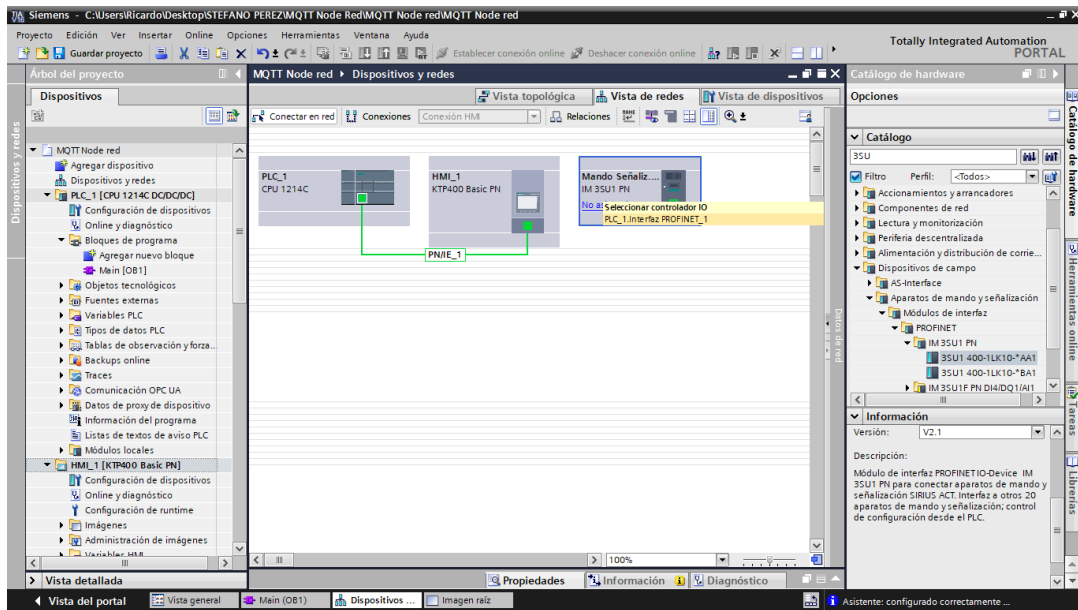 Siemens - C:\Users\Ricardo\Desktop\STEFANO PEREZ\MQTT Node Red\MQTT Node red\MQTT Node red
Proyecto Edición Ver Insertar Online Opciones Herramientas Ventana Ayuda
Guardar proyecto
Establecer conexión online
Deshacer conexión online
Totally Integrated Automation
PORTAL
Árbol del proyecto
Dispositivos
Dispositivos y redes
MQTT Node red
Agregar dispositivo
Dispositivos y redes
PLC_1 [CPU 1214C DC/DC/DC]
Configuración de dispositivos
Online y diagnóstico
Bloques de programa
Agregar nuevo bloque
Main [OB1]
Objetos tecnológicos
Fuentes externas
Variables PLC
Tipos de datos PLC
Tablas de observación y forza...
Backups online
Traces
Comunicación OPC UA
Datos de proxy de dispositivo
Información del programa
Listas de textos de aviso PLC
Módulos locales
HMI_1 [KTP400 Basic PN]
Configuración de dispositivos
Online y diagnóstico
Configuración de runtime
Imágenes
Administración de imágenes
Variables HMI
Vista detallada
MQTT Node red Dispositivos y redes
Vista topológica
Vista de redes
Vista de dispositivos
Conectar en red
Conexiones
Conexión HMI
Relaciones
PLC_1
CPU 1214C
HMI_1
KTP400 Basic PN
Mando Señaliz....
IM 3SU1 PN
No as
Seleccionar controlador IO
PLC_1.Interfaz PROFINET_1
PN/IE_1
Datos de red
100%
Propiedades
Información
Diagnóstico
Catálogo de hardware
Opciones
Catálogo
3SU
Filtro
Perfil:
<Todos>
Accionamientos y arrancadores
Componentes de red
Lectura y monitorización
Periferia descentralizada
Alimentación y distribución de corrie...
Dispositivos de campo
AS-Interface
Aparatos de mando y señalización
Módulos de interfaz
PROFINET
IM 3SU1 PN
3SU1 400-1LK10-*AA1
3SU1 400-1LK10-*BA1
IM 3SU1F PN DI4/DQ1/AI1
Información
Versión:
V2.1
Descripción:
Módulo de interfaz PROFINET IO-Device IM
3SU1 PN para conectar aparatos de mando y
señalización SIRIUS ACT. Interfaz a otros 20
aparatos de mando y señalización; control
de configuración desde el PLC.
Catálogo de hardware
Herramientas online
Tareas
Librerías
Vista del portal
Vista general
Main (OB1)
Dispositivos ...
Imagen raíz
Asistente: configurado correctamente ...